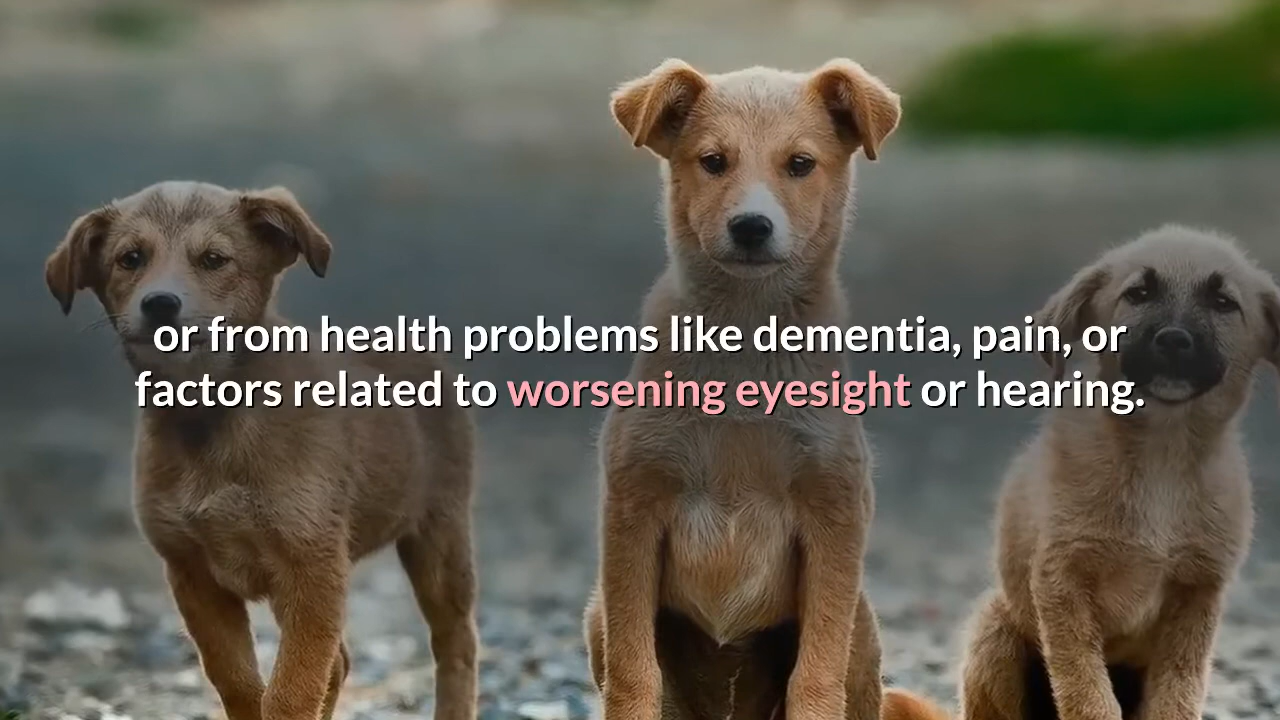 or from health problems like dementia, pain, or
factors related to worsening eyesight or hearing.